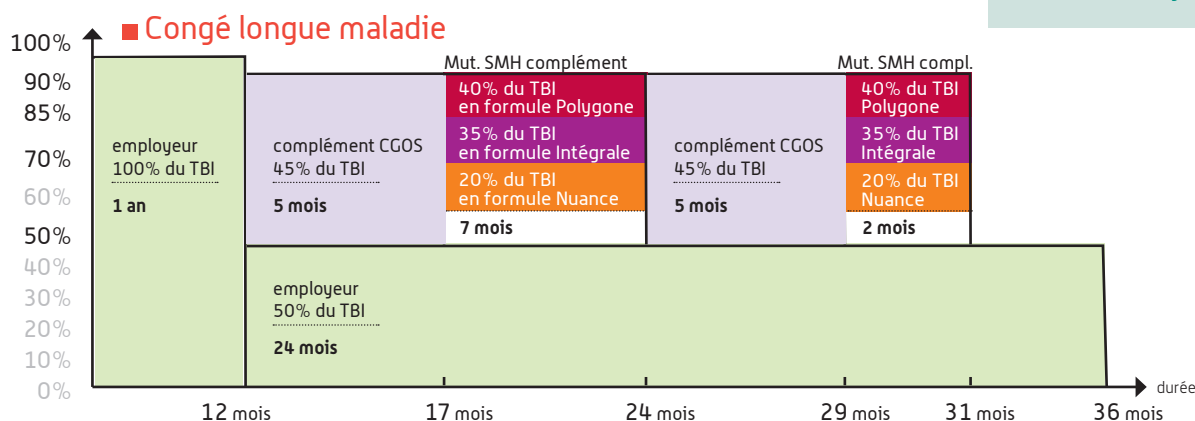 Congé longue maladie
100%
90%
85%
70%
60%
50%
40%
30%
20%
10%
0%
employeur
100% du TBI
1 an
complément CGOS
45% du TBI
5 mois
Mut. SMH complément
40% du TBI
en formule Polygone
35% du TBI
en formule Intégrale
20% du TBI
en formule Nuance
7 mois
complément CGOS
45% du TBI
5 mois
Mut. SMH compl.
40% du TBI
Polygone
35% du TBI
Intégrale
20% du TBI
Nuance
2 mois
employeur
50% du TBI
24 mois
durée
12 mois
17 mois
24 mois
29 mois
31 mois
36 mois